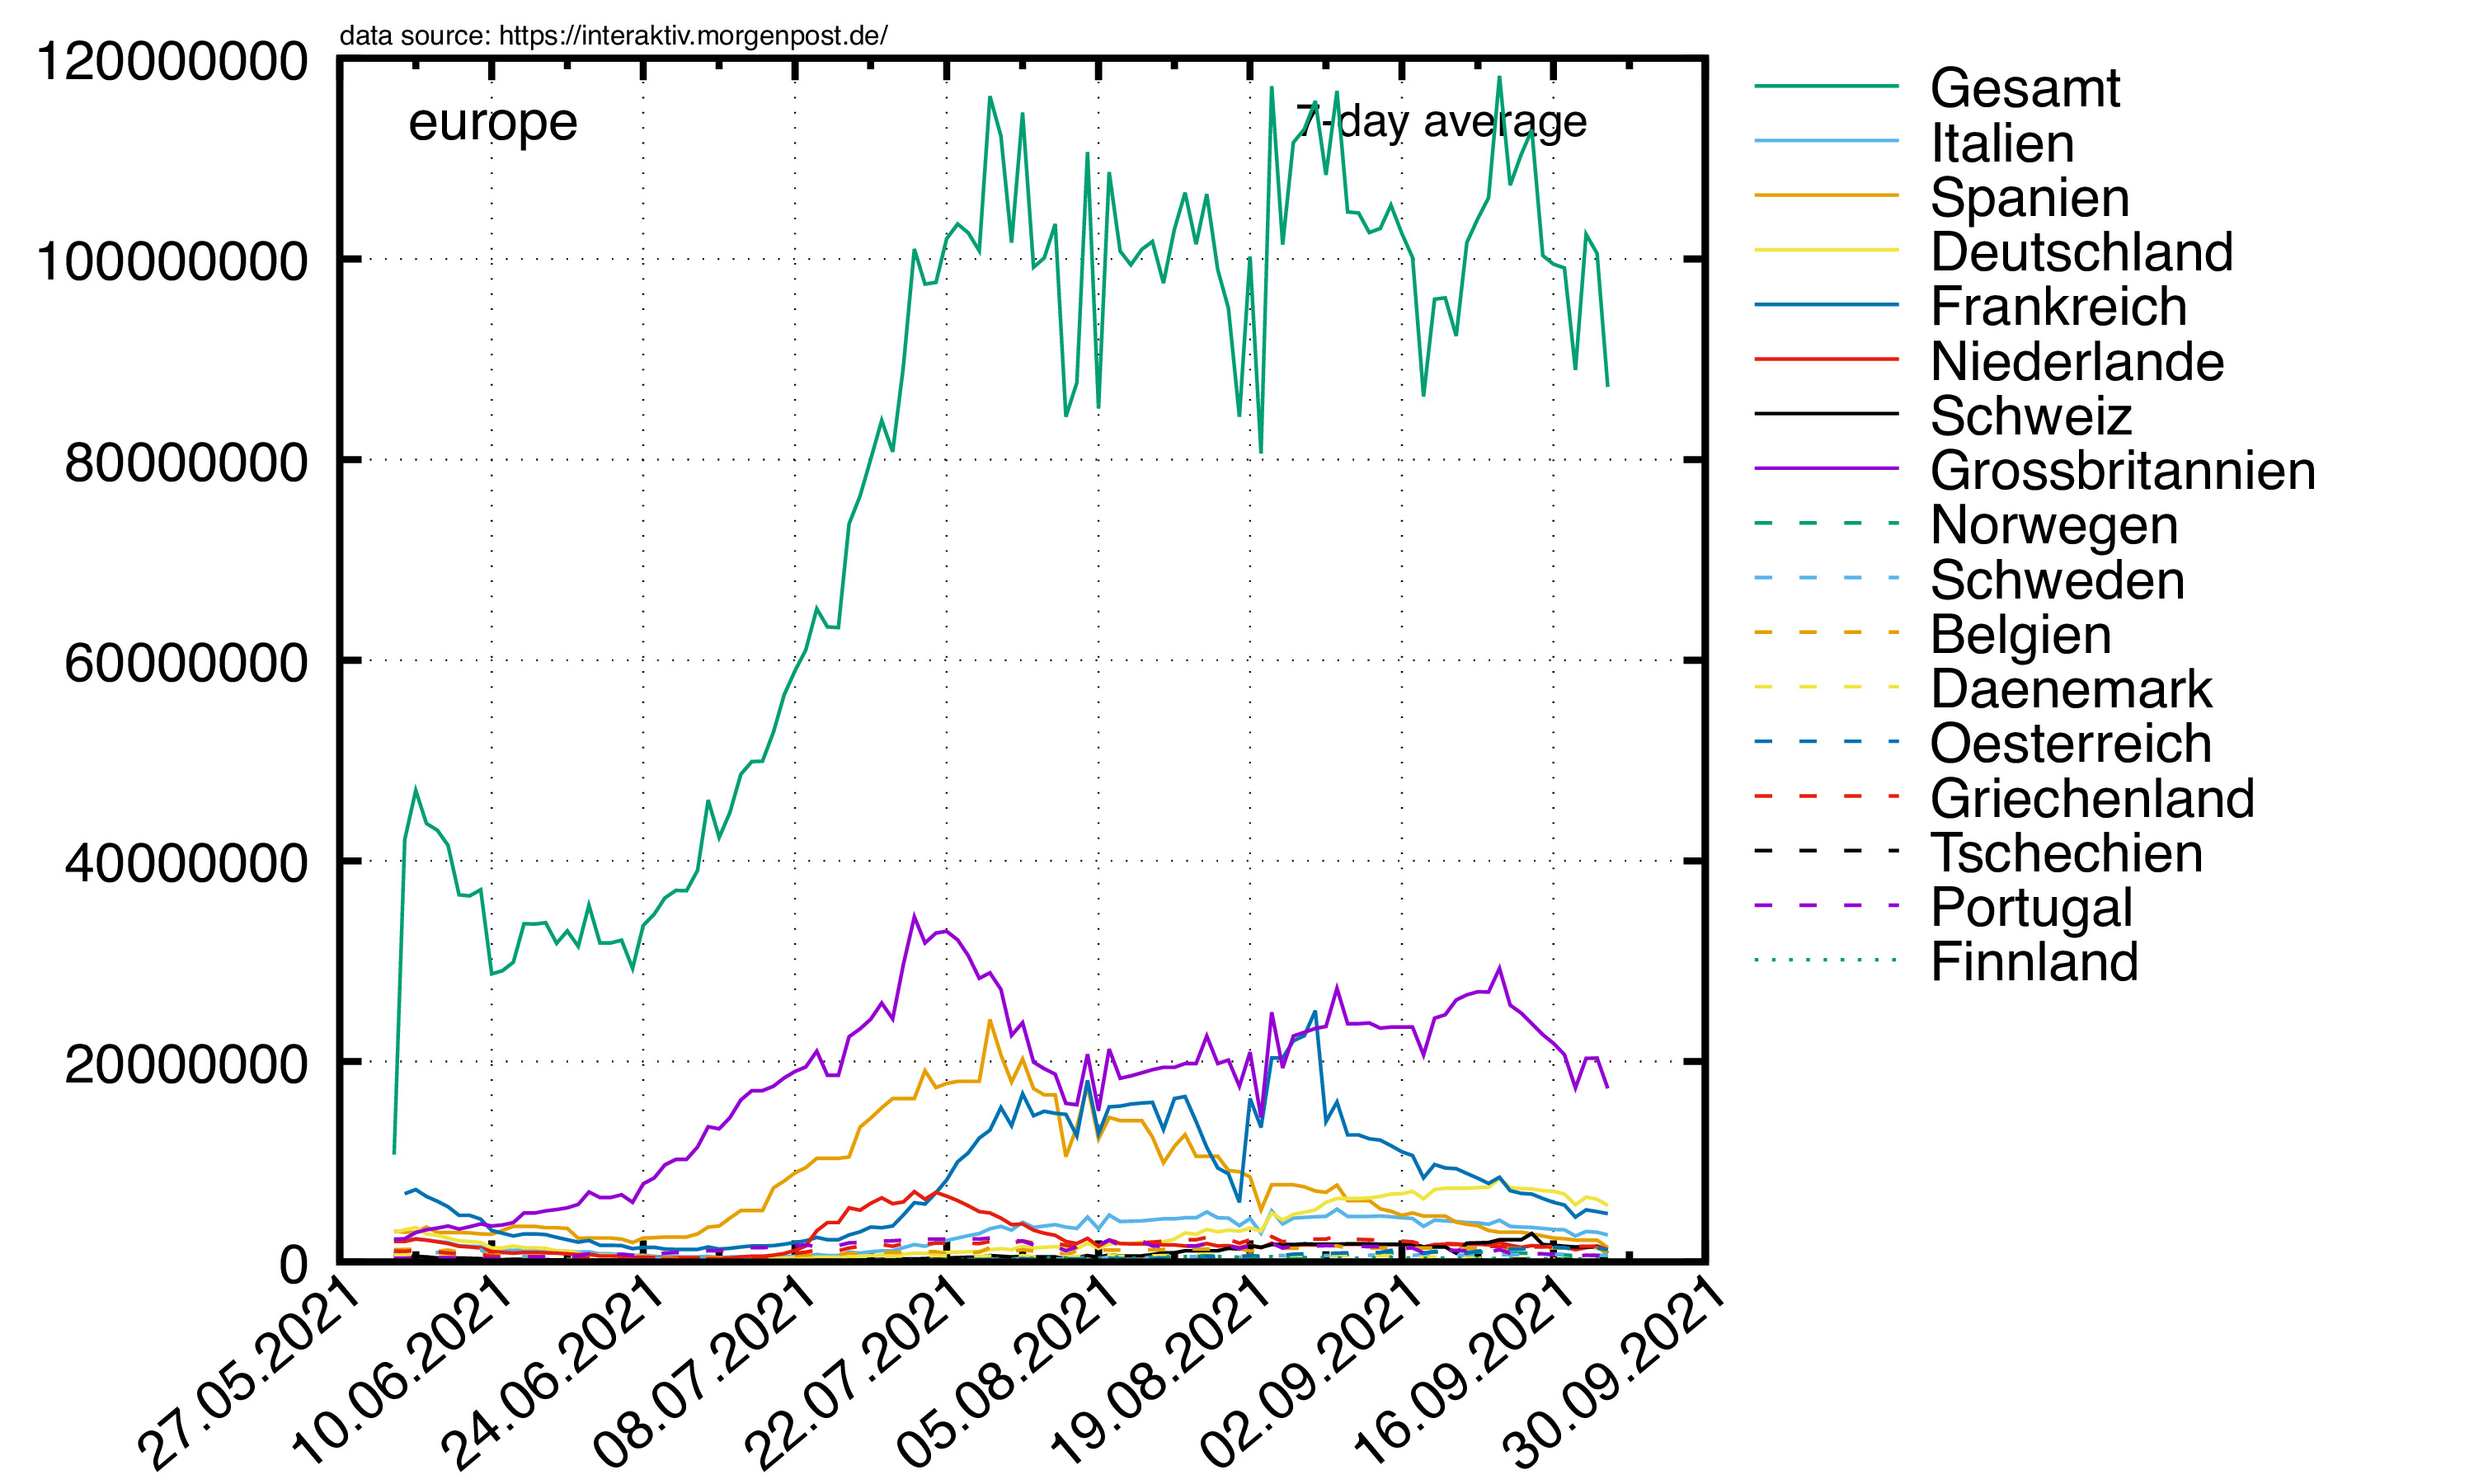 data source: https://interaktiv.morgenpost.de/
europe
7-day average
120000000
100000000
80000000
60000000
40000000
20000000
0
27.05.2021
10.06.2021
24.06.2021
08.07.2021
22.07.2021
05.08.2021
19.08.2021
02.09.2021
16.09.2021
30.09.2021
Gesamt
Italien
Spanien
Deutschland
Frankreich
Niederlande
Schweiz
Grossbritannien
Norwegen
Schweden
Belgien
Daenemark
Oesterreich
Griechenland
Tschechien
Portugal
Finnland